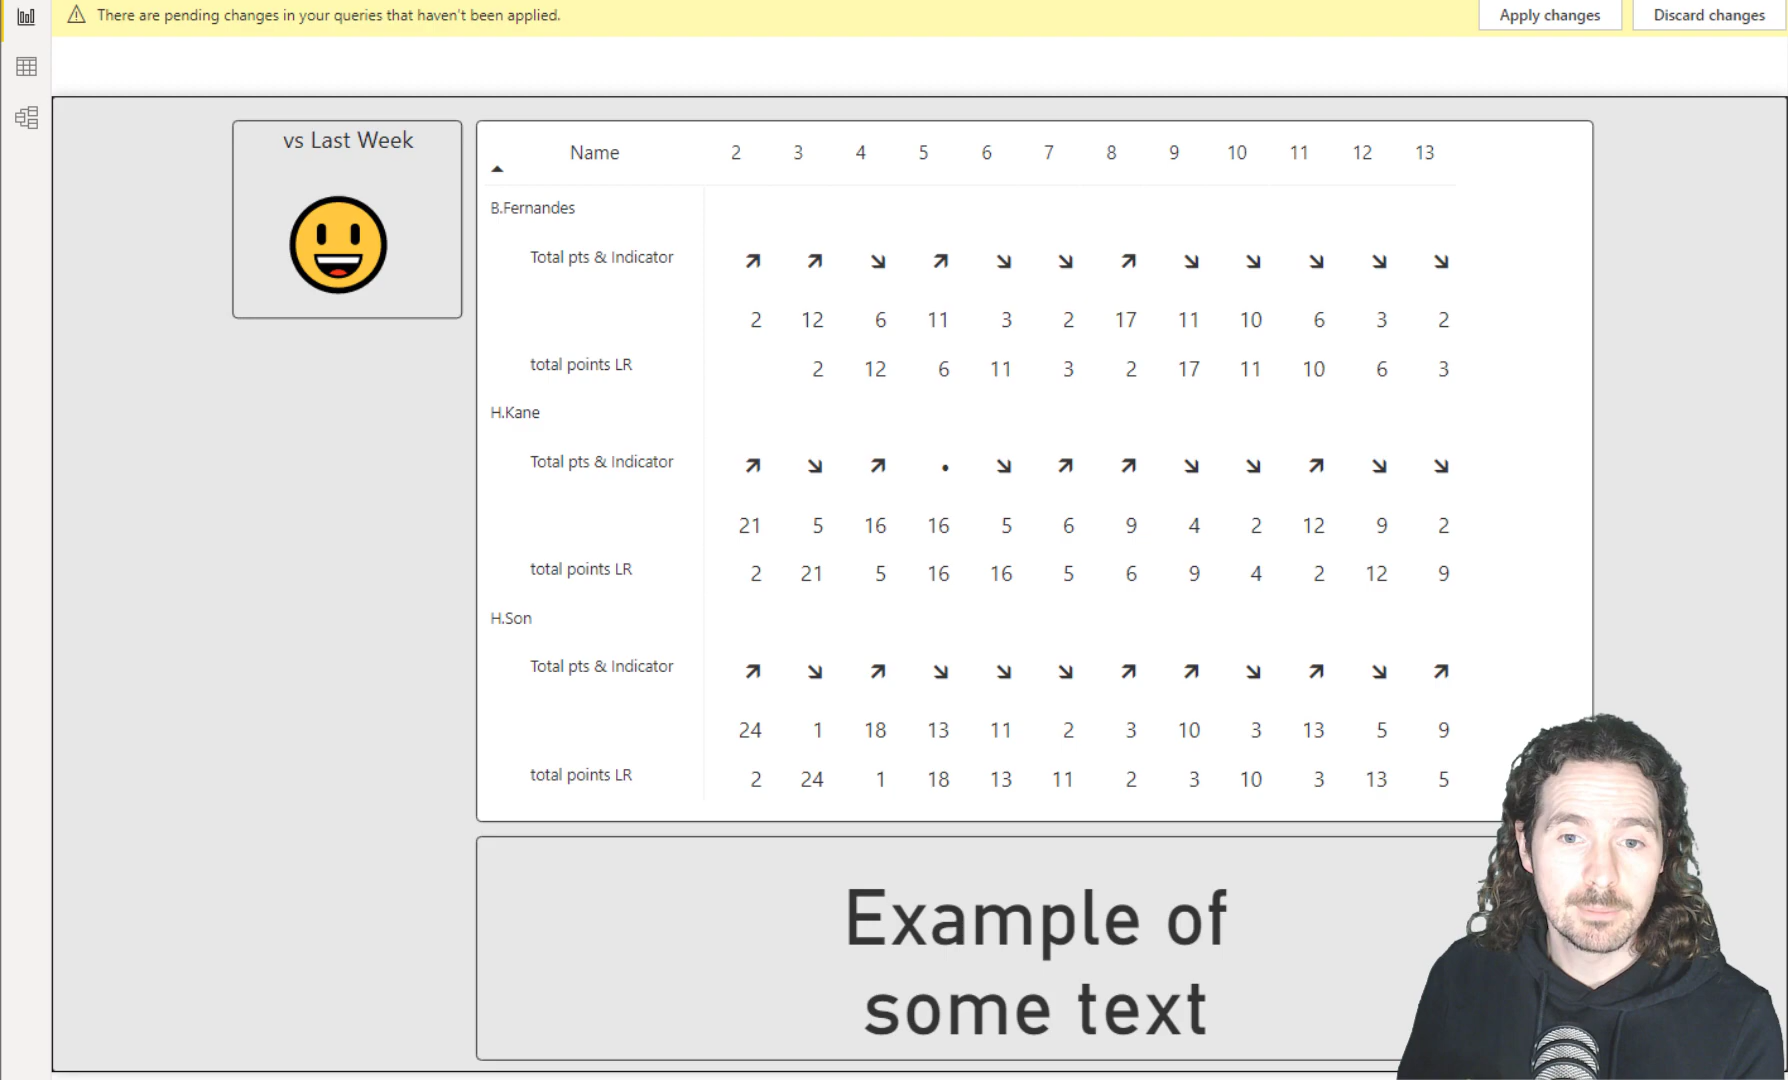 There are pending changes in your queries that haven't been applied.
Apply changes
Discard changes
vs Last Week
Name 2 3 4 5 6 7 8 9 10 11 12 13
B.Fernandes
Total pts & Indicator ↗ ↗ ↘ ↗ ↘ ↘ ↗ ↘ ↘ ↘ ↘ ↘
2 12 6 11 3 2 17 11 10 6 3 2
total points LR 2 12 6 11 3 2 17 11 10 6 3
H.Kane
Total pts & Indicator ↗ ↘ ↗ • ↘ ↗ ↗ ↘ ↘ ↗ ↘ ↘
21 5 16 16 5 6 9 4 2 12 9 2
total points LR 2 21 5 16 16 5 6 9 4 2 12 9
H.Son
Total pts & Indicator ↗ ↘ ↗ ↘ ↘ ↘ ↗ ↗ ↘ ↗ ↘ ↗
24 1 18 13 11 2 3 10 3 13 5 9
total points LR 2 24 1 18 13 11 2 3 10 3 13 5
Example of
some text